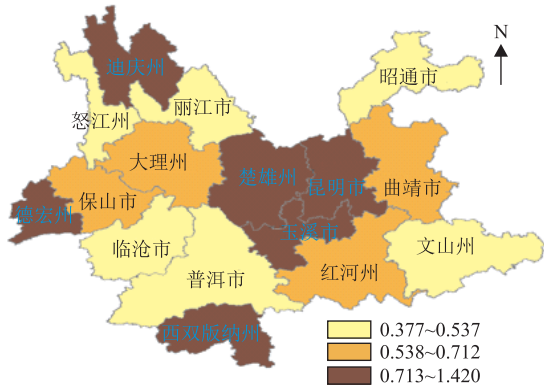 N
迪庆州
昭通市
丽江市
怒江州
大理州
楚雄州
昆明市
曲靖市
保山市
德宏州
玉溪市
临沧市
文山州
普洱市
红河州
西双版纳州
0.377~0.537
0.538~0.712
0.713~1.420